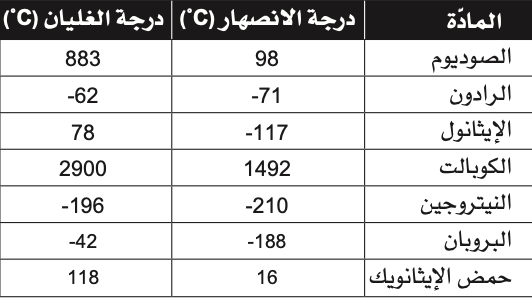 المادّة درجة الانصهار (°C) درجة الغليان (°C)
الصوديوم 98 883
الرادون -71 -62
الإيثانول -117 78
الكوبالت 1492 2900
النيتروجين -210 -196
البروبان -188 -42
حمض الإيثانويك 16 118